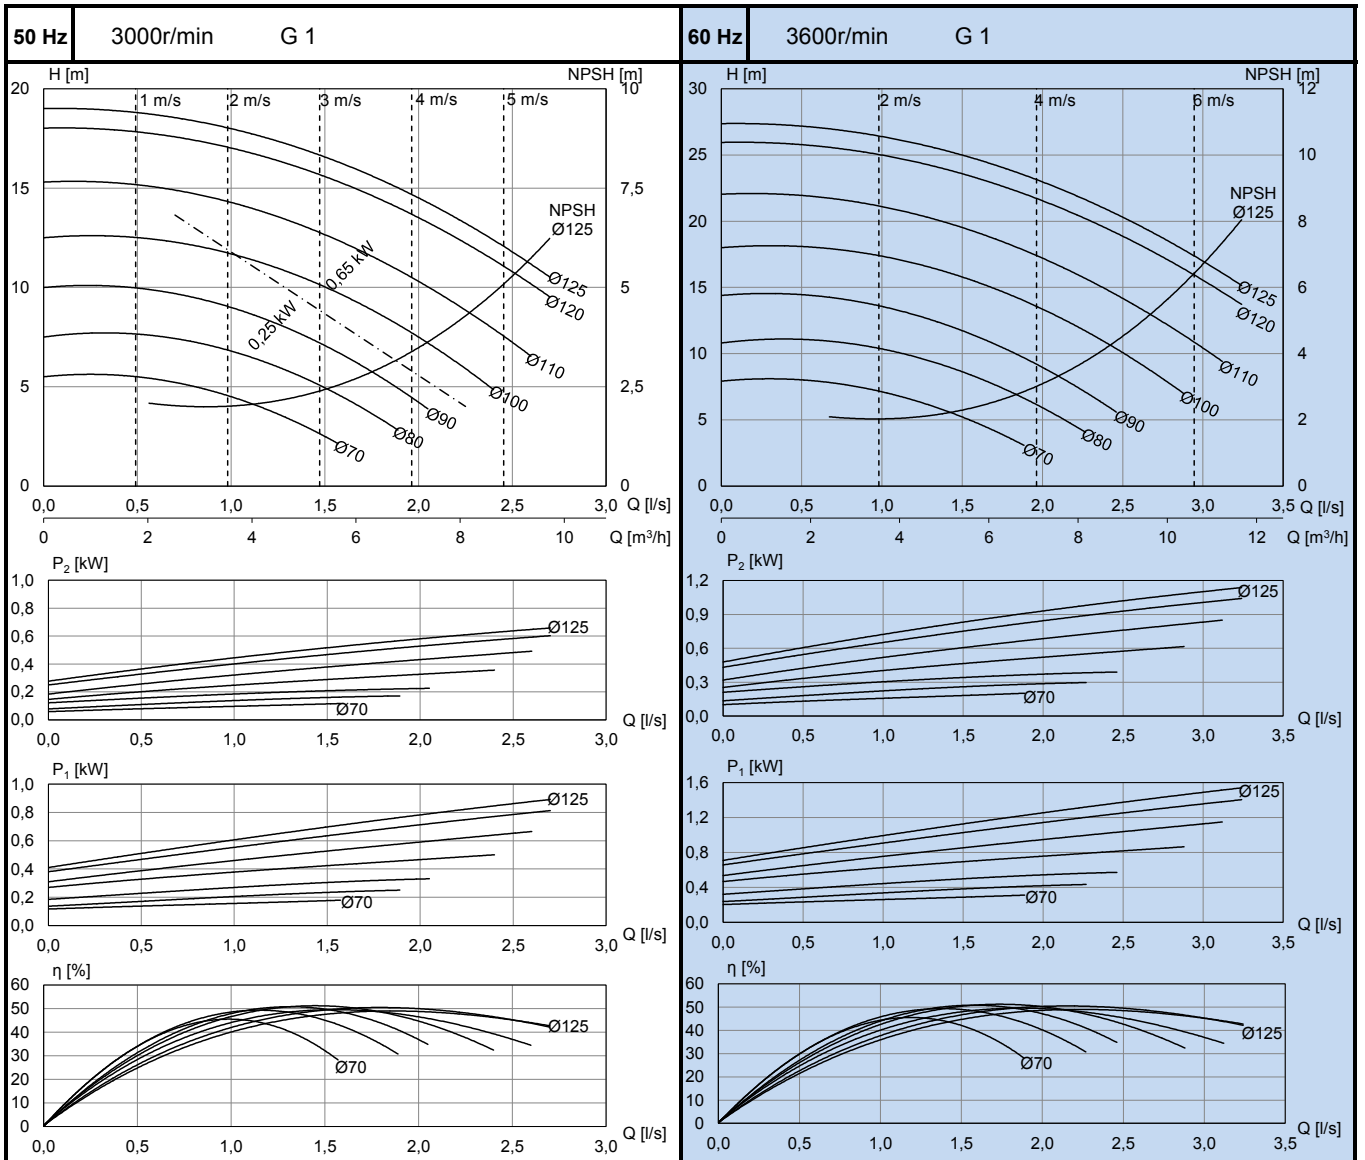 50 Hz 3000r/min G 1
H [m] NPSH [m]
20 1 m/s 2 m/s 3 m/s 4 m/s 5 m/s 10
15 7,5
NPSH
Ø125
0,65 kW
0,25 kW
10 5
Ø125
Ø120
Ø110
Ø100
Ø90
Ø80
Ø70
5 2,5
0 0
0,0 0,5 1,0 1,5 2,0 2,5 3,0 Q [l/s]
0 2 4 6 8 10 Q [m³/h]
P₂ [kW]
1,0
0,8
0,6 Ø125
0,4
0,2 Ø70
0,0 Q [l/s]
0,0 0,5 1,0 1,5 2,0 2,5 3,0
P₁ [kW]
1,0
0,8 Ø125
0,6
0,4
0,2 Ø70
0,0 Q [l/s]
0,0 0,5 1,0 1,5 2,0 2,5 3,0
η [%]
60
50
40 Ø125
30 Ø70
20
10
0 Q [l/s]
0,0 0,5 1,0 1,5 2,0 2,5 3,0
60 Hz 3600r/min G 1
H [m] NPSH [m]
30 2 m/s 4 m/s 6 m/s 12
25 10
NPSH
Ø125
20 8
15 6
Ø125
Ø120
Ø110
Ø100
Ø90
Ø80
Ø70
10 4
5 2
0 0
0,0 0,5 1,0 1,5 2,0 2,5 3,0 3,5 Q [l/s]
0 2 4 6 8 10 12 Q [m³/h]
P₂ [kW]
1,2
0,9 Ø125
0,6
0,3 Ø70
0,0 Q [l/s]
0,0 0,5 1,0 1,5 2,0 2,5 3,0 3,5
P₁ [kW]
1,6
1,2 Ø125
0,8
0,4 Ø70
0,0 Q [l/s]
0,0 0,5 1,0 1,5 2,0 2,5 3,0 3,5
η [%]
60
50
40 Ø125
30 Ø70
20
10
0 Q [l/s]
0,0 0,5 1,0 1,5 2,0 2,5 3,0 3,5